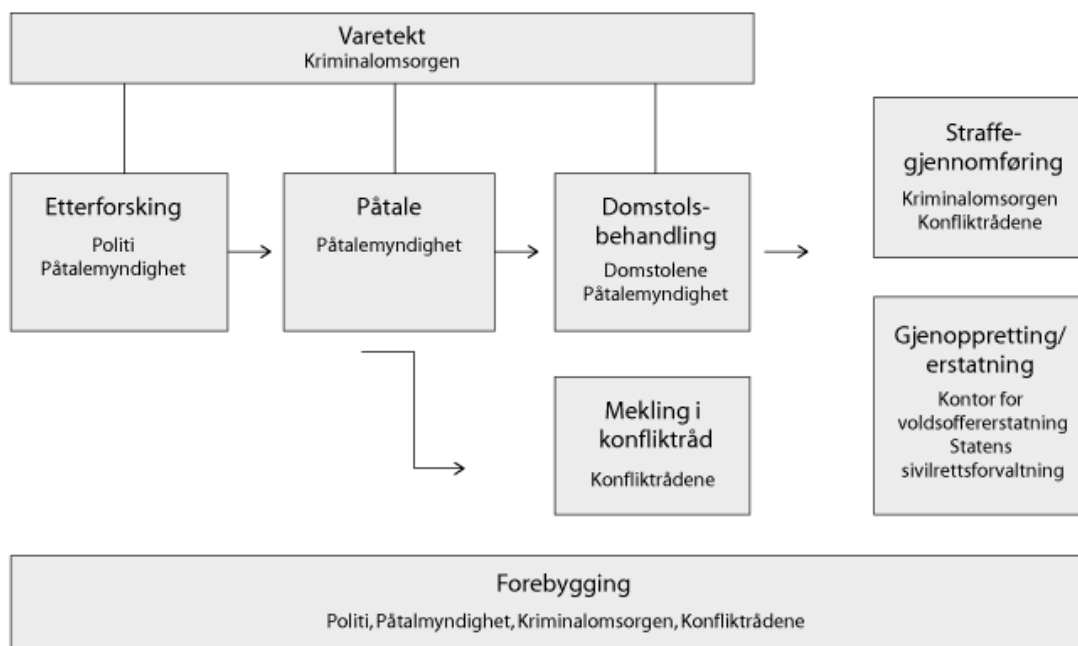 Varetekt
Kriminalomsorgen
Etterforsking
Politi
Påtalemyndighet
Påtale
Påtalemyndighet
Domstols-
behandling
Domstolene
Påtalemyndighet
Straffe-
gjennomføring
Kriminalomsorgen
Konfliktrådene
Mekling i
konfliktråd
Konfliktrådene
Gjenoppretting/
erstatning
Kontor for
voldsoffererstatning
Statens
sivilrettsforvaltning
Forebygging
Politi, Påtalmyndighet, Kriminalomsorgen, Konfliktrådene